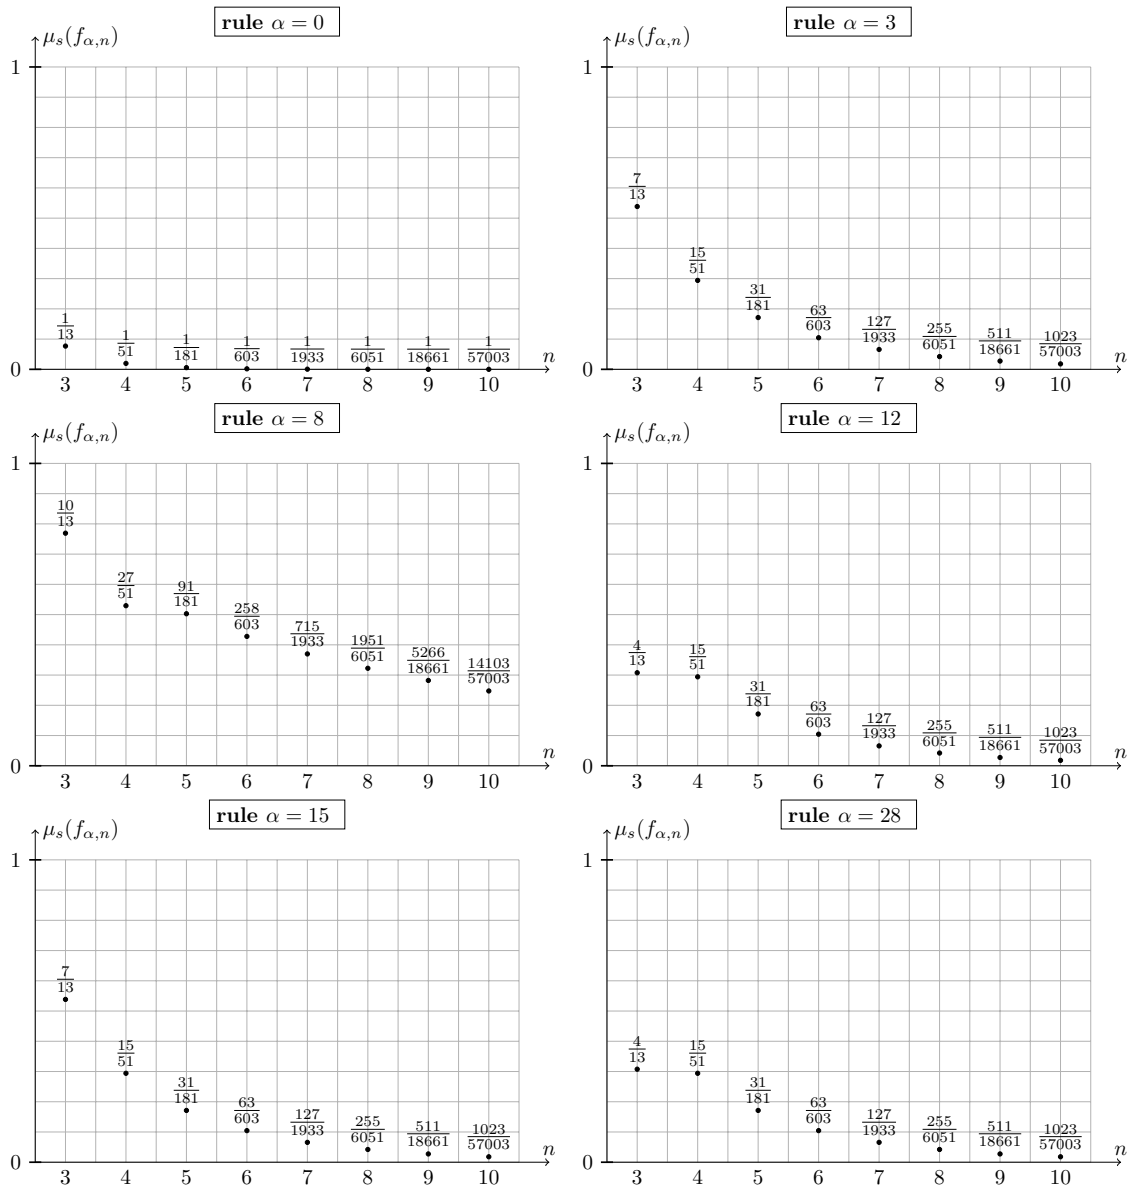 rule α = 0
μs(fα,n)
1
0
1/13
1/51
1/181
1/603
1/1933
1/6051
1/18661
1/57003
n
3 4 5 6 7 8 9 10
rule α = 3
μs(fα,n)
1
0
7/13
15/51
31/181
63/603
127/1933
255/6051
511/18661
1023/57003
n
3 4 5 6 7 8 9 10
rule α = 8
μs(fα,n)
1
0
10/13
27/51
91/181
258/603
715/1933
1951/6051
5266/18661
14103/57003
n
3 4 5 6 7 8 9 10
rule α = 12
μs(fα,n)
1
0
4/13
15/51
31/181
63/603
127/1933
255/6051
511/18661
1023/57003
n
3 4 5 6 7 8 9 10
rule α = 15
μs(fα,n)
1
0
7/13
15/51
31/181
63/603
127/1933
255/6051
511/18661
1023/57003
n
3 4 5 6 7 8 9 10
rule α = 28
μs(fα,n)
1
0
4/13
15/51
31/181
63/603
127/1933
255/6051
511/18661
1023/57003
n
3 4 5 6 7 8 9 10